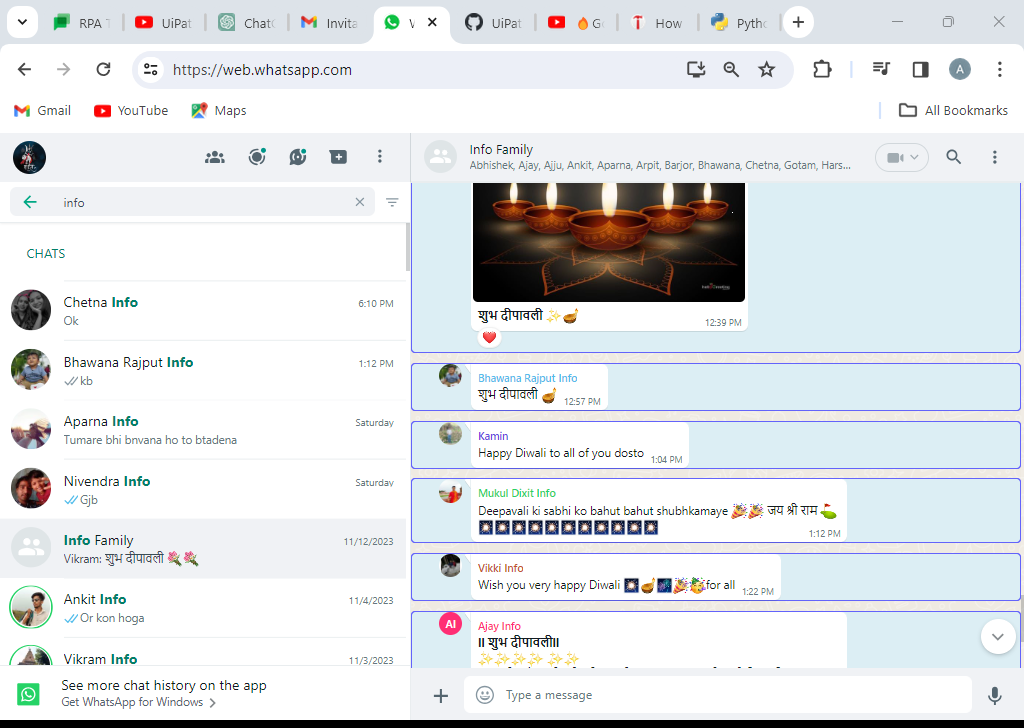 RPA T
UiPat
Chat
Invita
W
UiPat
G
How
Pytho
https://web.whatsapp.com
A
Gmail
YouTube
Maps
All Bookmarks
Info Family
Abhishek, Ajay, Ajju, Ankit, Aparna, Arpit, Barjor, Bhawana, Chetna, Gotam, Hars...
info
CHATS
Chetna Info
6:10 PM
Ok
Bhawana Rajput Info
1:12 PM
kb
Aparna Info
Saturday
Tumare bhi bnvana ho to btadena
Nivendra Info
Saturday
Gjb
Info Family
11/12/2023
Vikram: शुभ दीपावली 💐💐
Ankit Info
11/4/2023
Or kon hoga
Vikram Info
11/3/2023
See more chat history on the app
Get WhatsApp for Windows
शुभ दीपावली ✨🪔
12:39 PM
❤️
Bhawana Rajput Info
शुभ दीपावली 🪔 12:57 PM
Kamin
Happy Diwali to all of you dosto 1:04 PM
Mukul Dixit Info
Deepavali ki sabhi ko bahut bahut shubhkamaye 🎉🎉 जय श्री राम ⛳
🎇🎇🎇🎇🎇🎇🎇🎇🎇🎇🎇
1:12 PM
Vikki Info
Wish you very happy Diwali 🎇🪔🎆🎉🥳for all 1:22 PM
AI
Ajay Info
॥ शुभ दीपावली॥
✨✨✨✨ ✨✨
Type a message